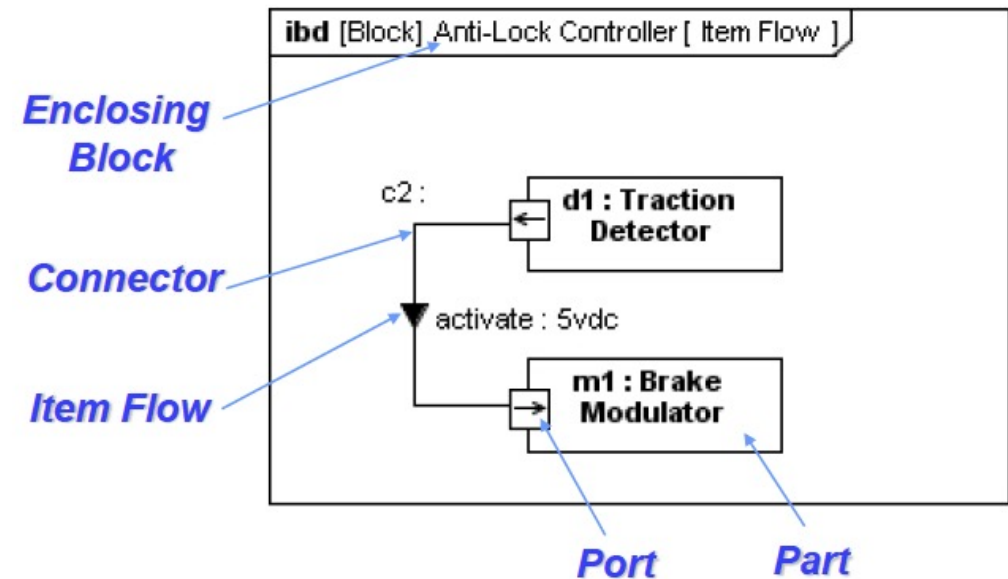 ibd [Block] Anti-Lock Controller [ Item Flow ]
Enclosing
Block
c2 :
d1 : Traction
Detector
Connector
activate : 5vdc
Item Flow
m1 : Brake
Modulator
Port
Part